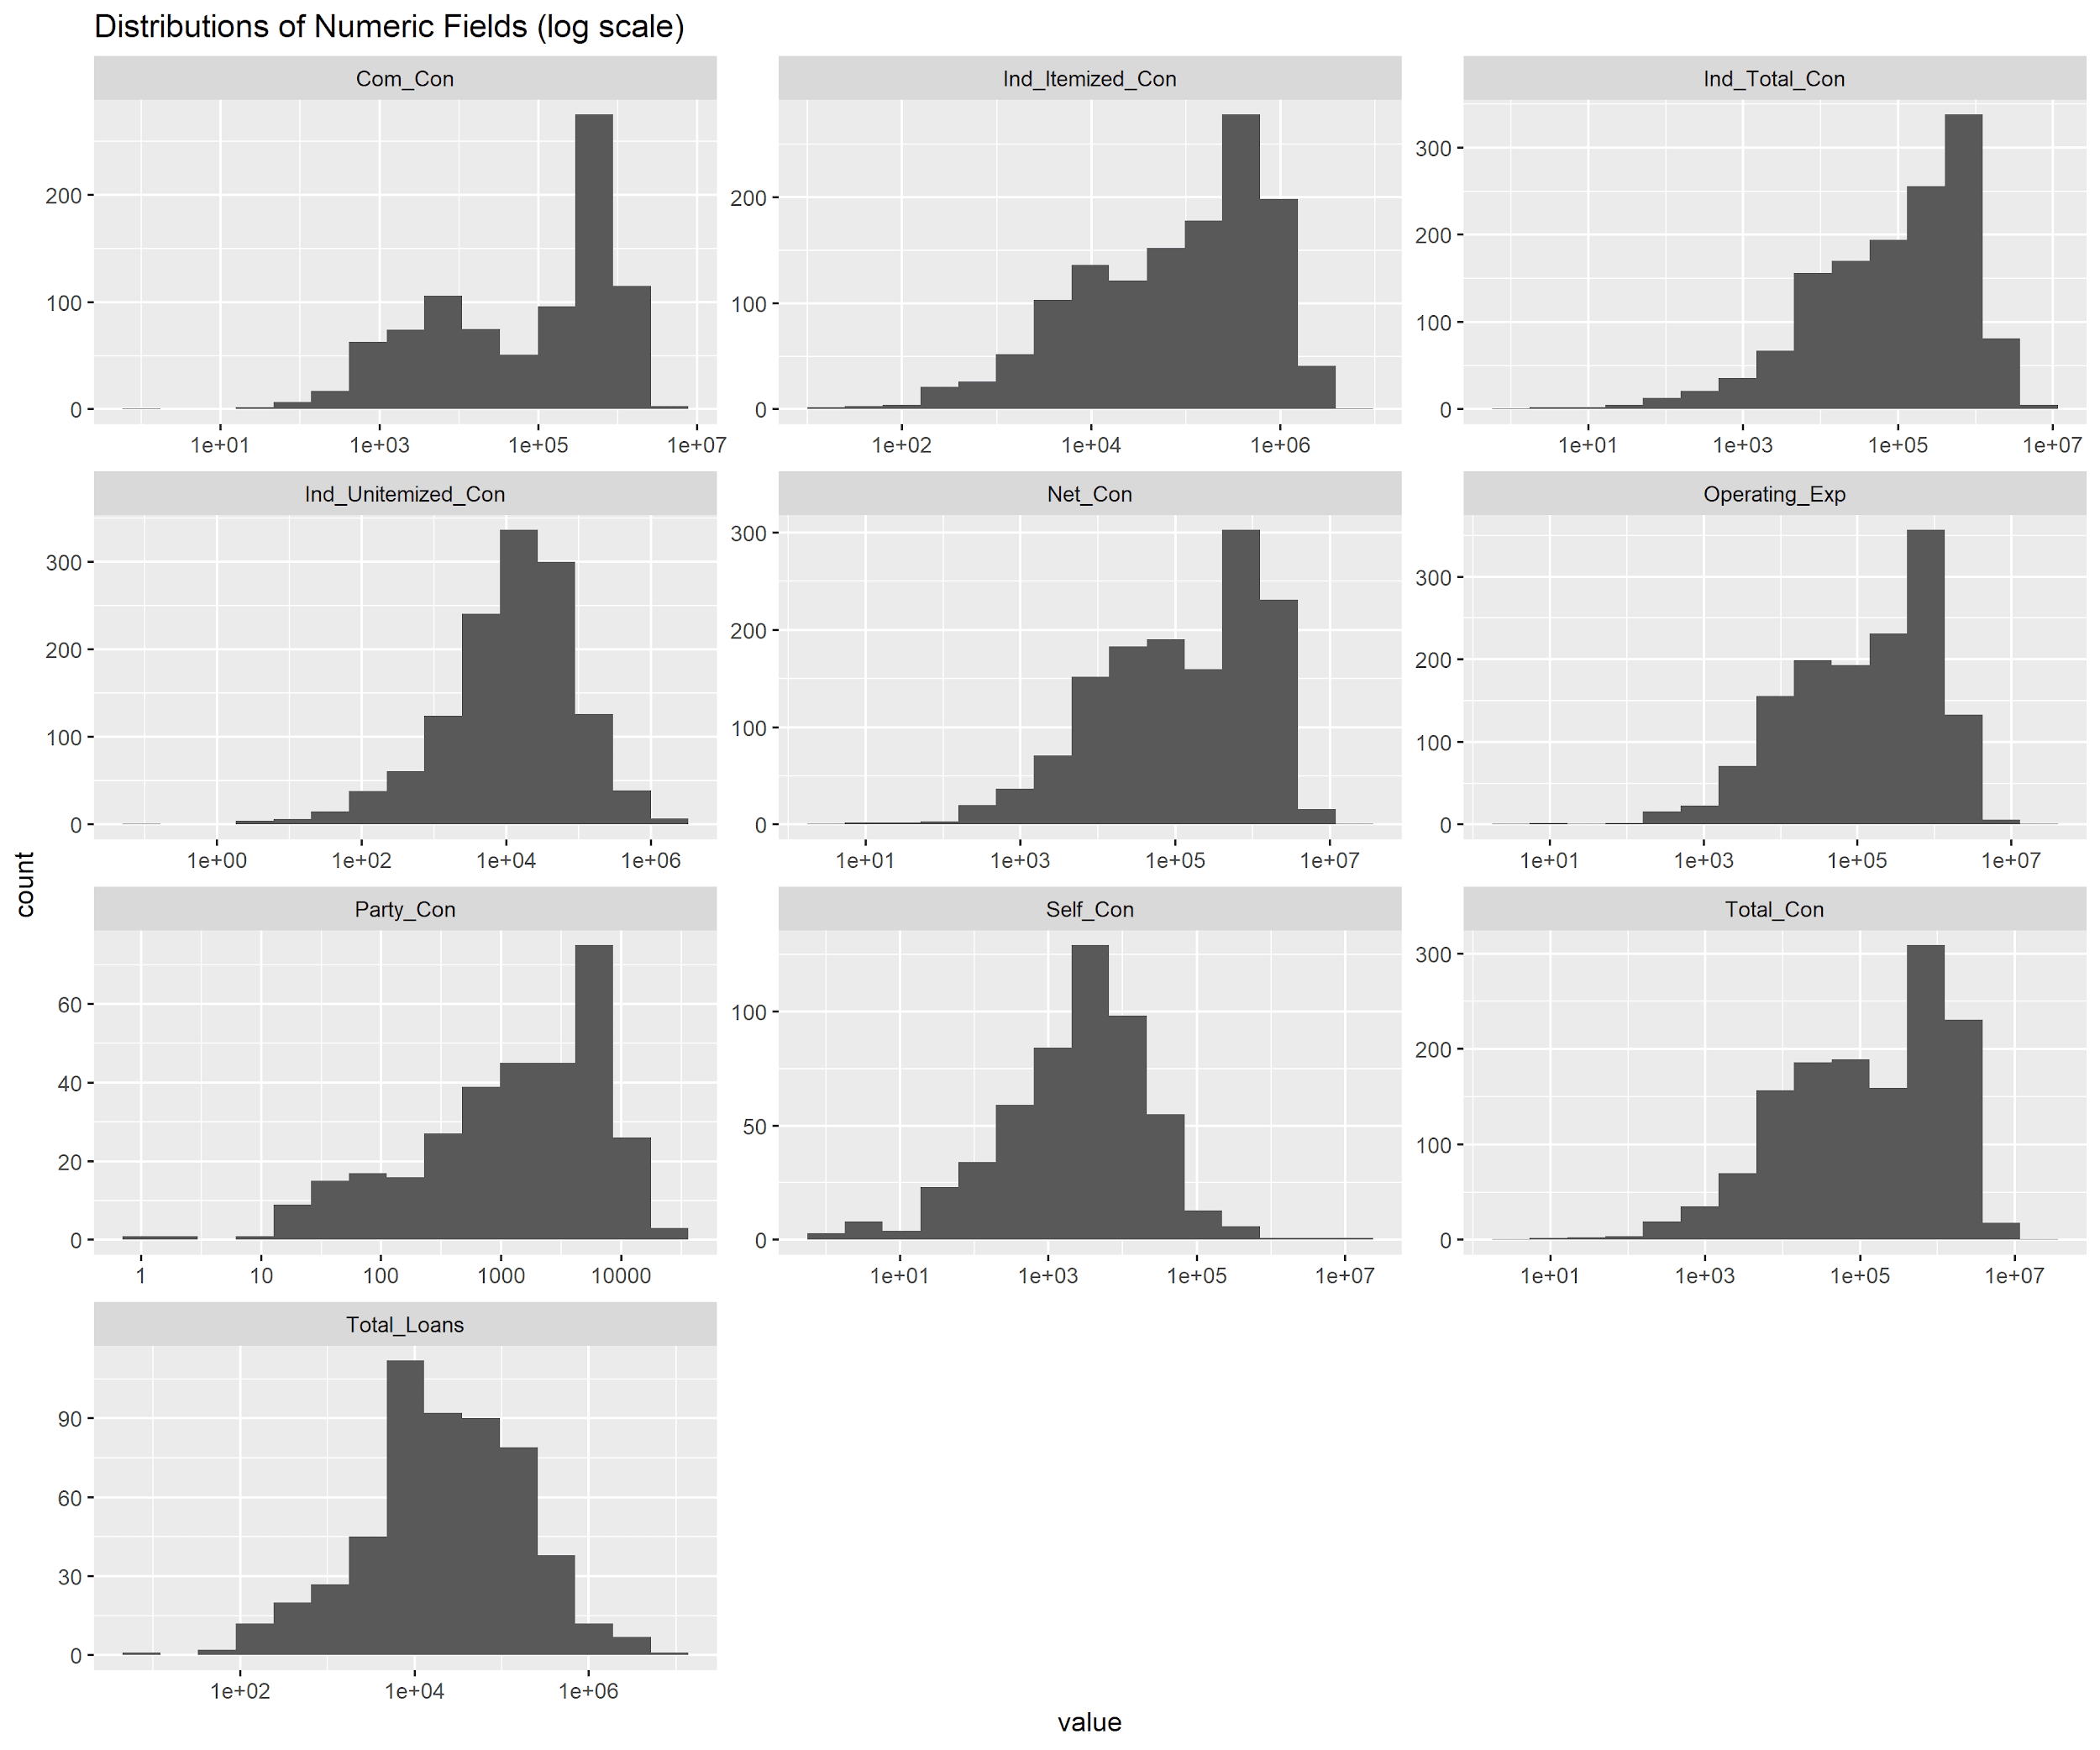 Distributions of Numeric Fields (log scale)
Com_Con
Ind_Itemized_Con
Ind_Total_Con
200
100
0
200
100
0
300
200
100
0
1e+01 1e+03 1e+05 1e+07
1e+02 1e+04 1e+06
1e+01 1e+03 1e+05 1e+07
Ind_Unitemized_Con
Net_Con
Operating_Exp
300
200
100
0
300
200
100
0
300
200
100
0
1e+00 1e+02 1e+04 1e+06
1e+01 1e+03 1e+05 1e+07
1e+01 1e+03 1e+05 1e+07
count
Party_Con
Self_Con
Total_Con
60
40
20
0
100
50
0
300
200
100
0
1 10 100 1000 10000
1e+01 1e+03 1e+05 1e+07
1e+01 1e+03 1e+05 1e+07
Total_Loans
90
60
30
0
1e+02 1e+04 1e+06
value